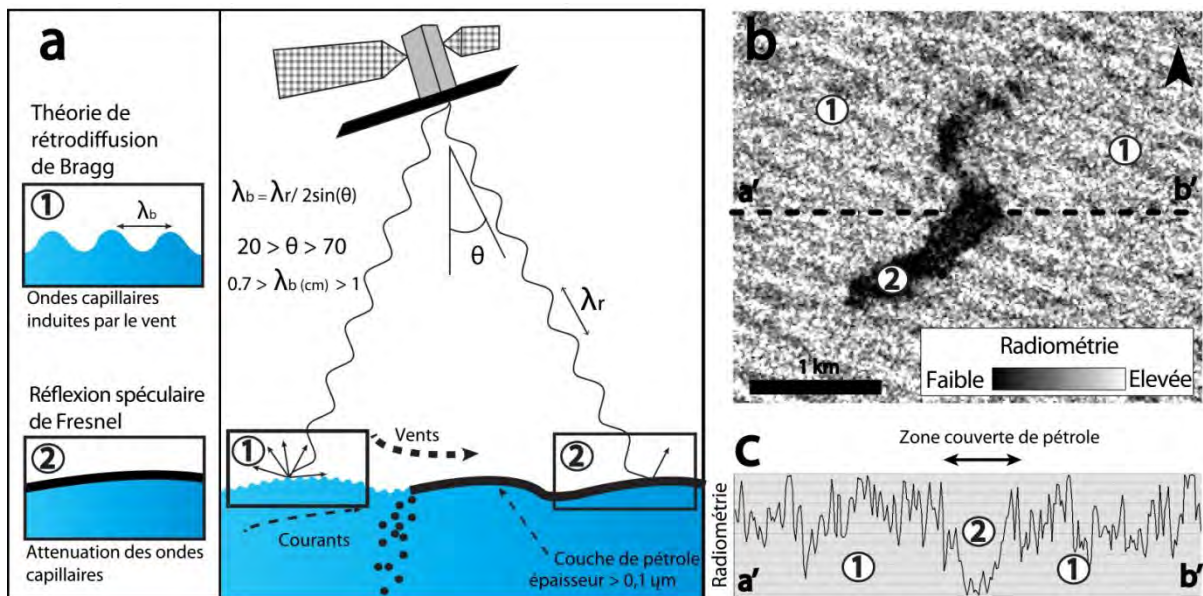 a
Théorie de
rétrodiffusion
de Bragg
1
λb
Ondes capillaires
induites par le vent
Réflexion spéculaire
de Fresnel
2
Attenuation des ondes
capillaires
λb = λr/ 2sin(θ)
20 > θ > 70
0.7 > λb (cm) > 1
θ
λr
1
Vents
2
Courants
Couche de pétrole
épaisseur > 0,1 µm
b
N
1
1
a'
b'
2
1 km
Radiométrie
Faible
Elevée
c
Zone couverte de pétrole
Radiométrie
2
1
1
a'
b'